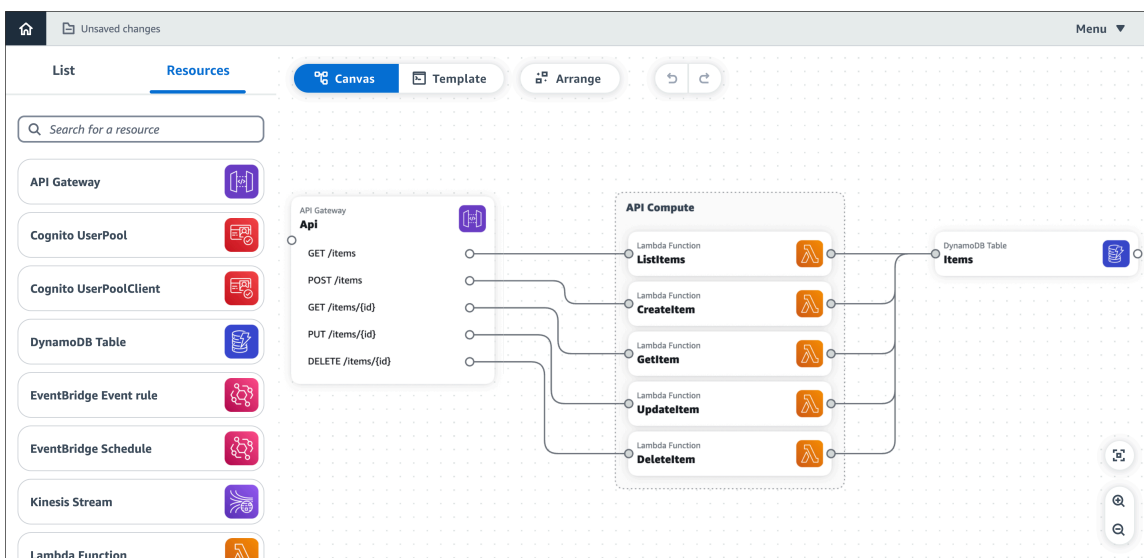 Unsaved changes
Menu
List
Resources
Canvas
Template
Arrange
Search for a resource
API Gateway
Cognito UserPool
Cognito UserPoolClient
DynamoDB Table
EventBridge Event rule
EventBridge Schedule
Kinesis Stream
Lambda Function
API Gateway
Api
GET /items
POST /items
GET /items/{id}
PUT /items/{id}
DELETE /items/{id}
API Compute
Lambda Function
ListItems
Lambda Function
CreateItem
Lambda Function
GetItem
Lambda Function
UpdateItem
Lambda Function
DeleteItem
DynamoDB Table
Items